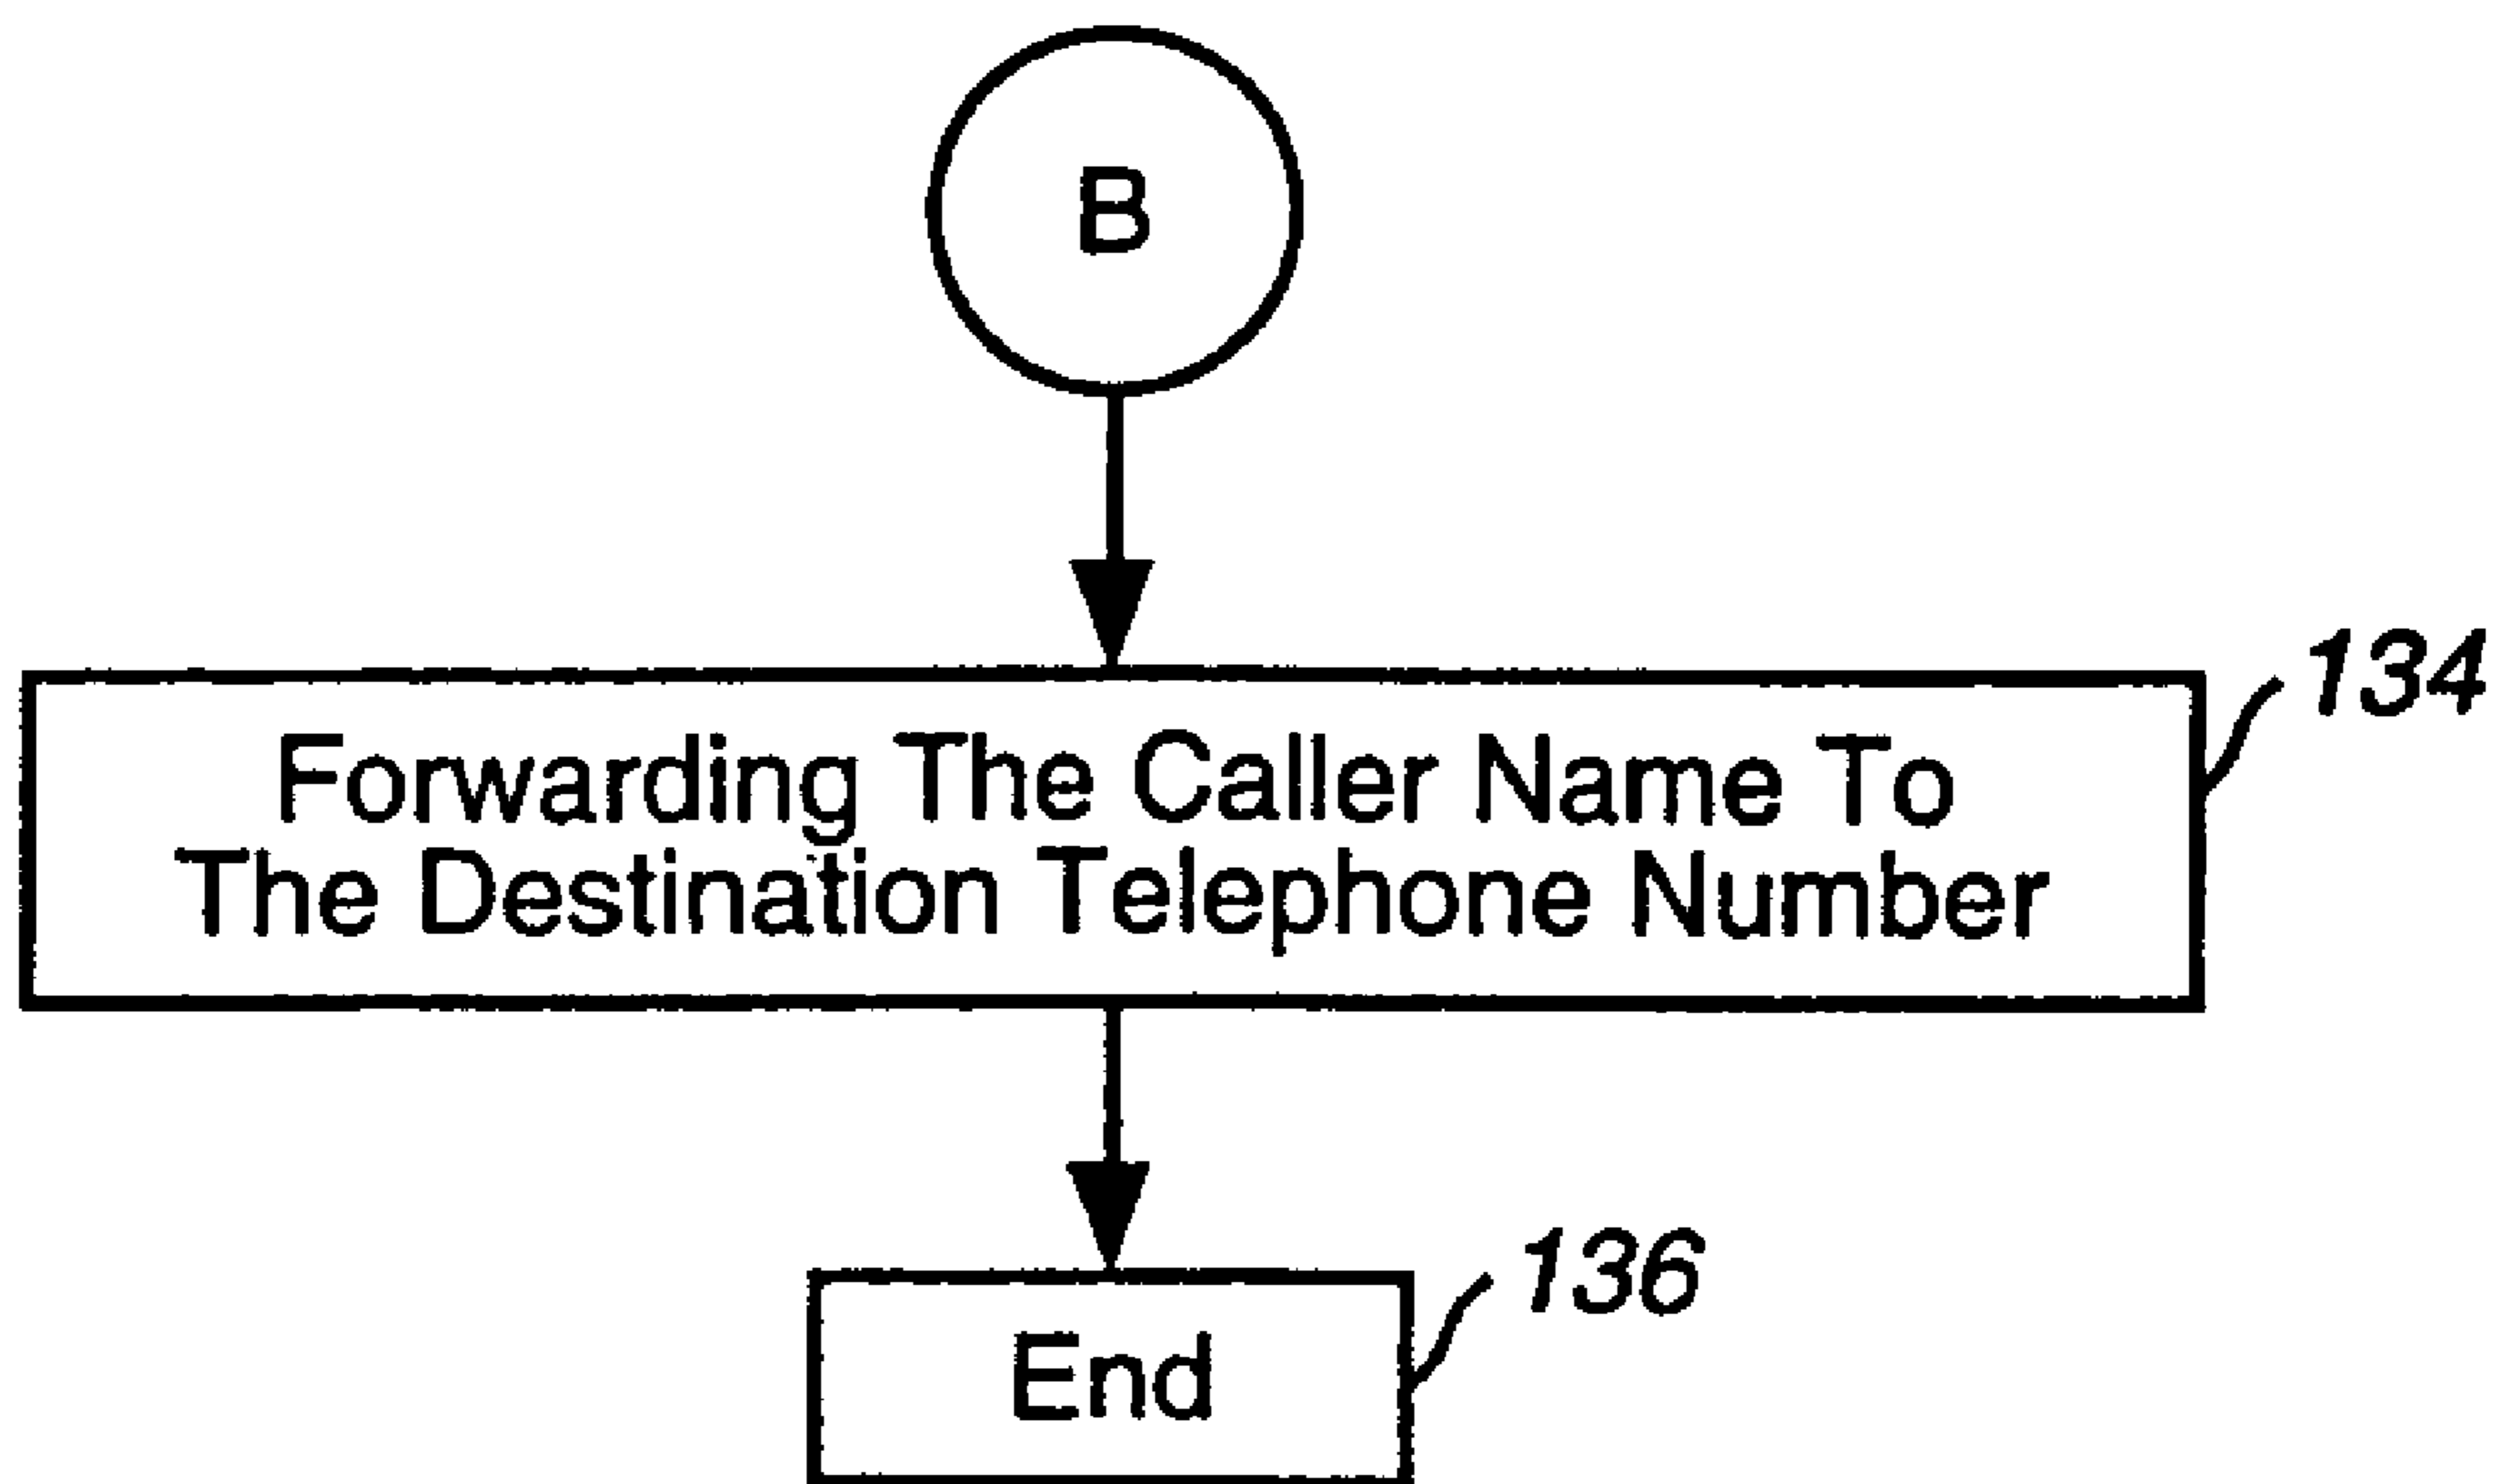 B
134
Forwarding The Caller Name To
The Destination Telephone Number
136
End